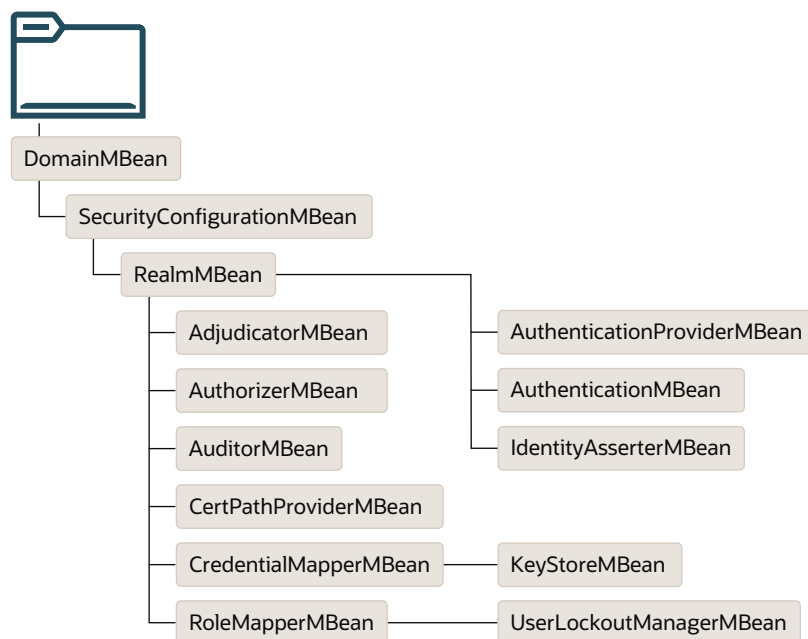 DomainMBean
SecurityConfigurationMBean
RealmMBean
AdjudicatorMBean
AuthorizerMBean
AuditorMBean
CertPathProviderMBean
CredentialMapperMBean
RoleMapperMBean
AuthenticationProviderMBean
AuthenticationMBean
IdentityAsserterMBean
KeyStoreMBean
UserLockoutManagerMBean